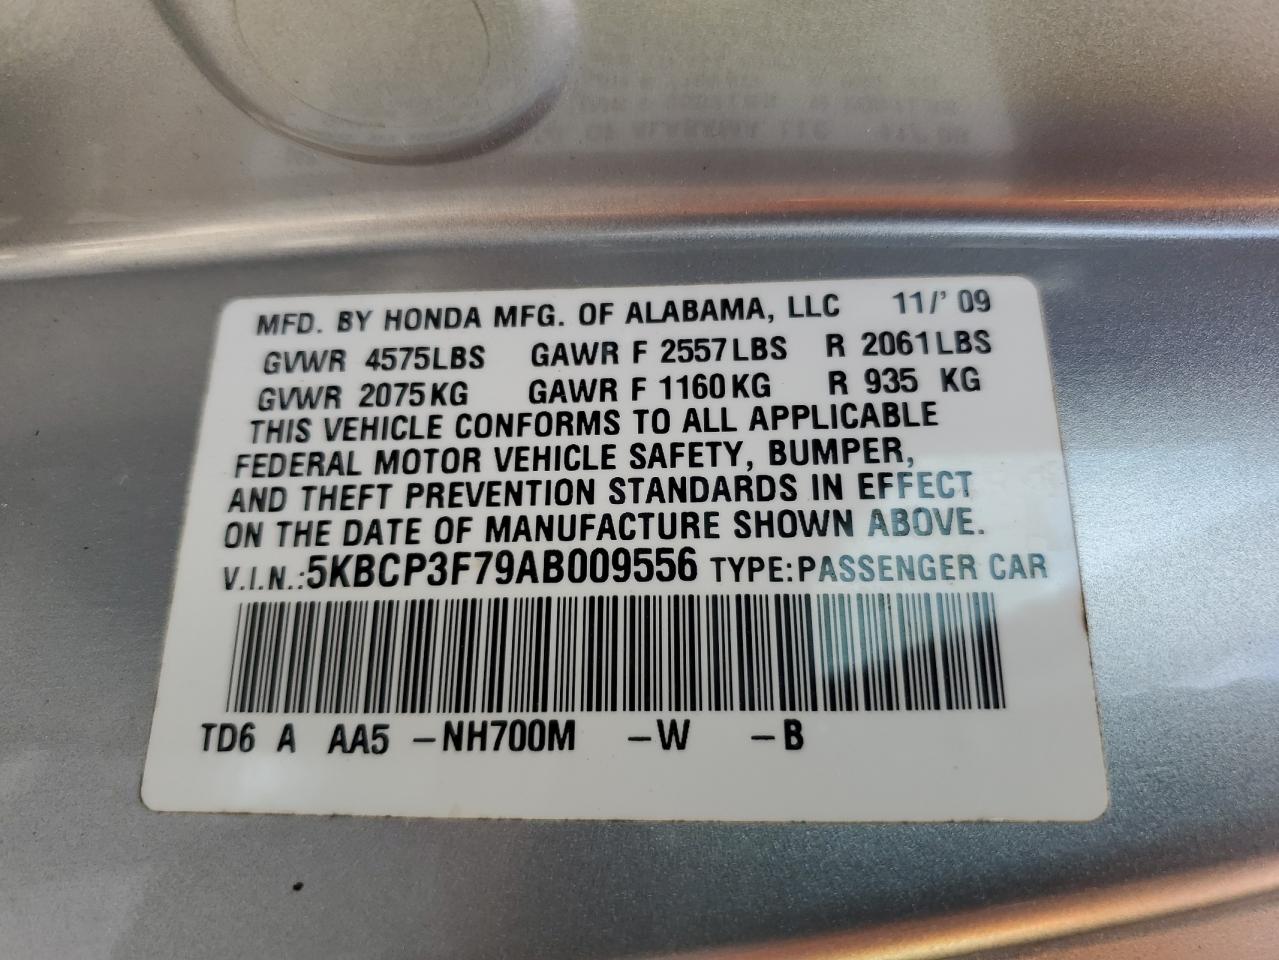 MFD. BY HONDA MFG. OF ALABAMA, LLC 11/' 09
GVWR 4575LBS GAWR F 2557LBS R 2061LBS
GVWR 2075KG GAWR F 1160KG R 935 KG
THIS VEHICLE CONFORMS TO ALL APPLICABLE
FEDERAL MOTOR VEHICLE SAFETY, BUMPER,
AND THEFT PREVENTION STANDARDS IN EFFECT
ON THE DATE OF MANUFACTURE SHOWN ABOVE.
V.I.N.:5KBCP3F79AB009556 TYPE:PASSENGER CAR
TD6 A AA5 -NH700M -W -B